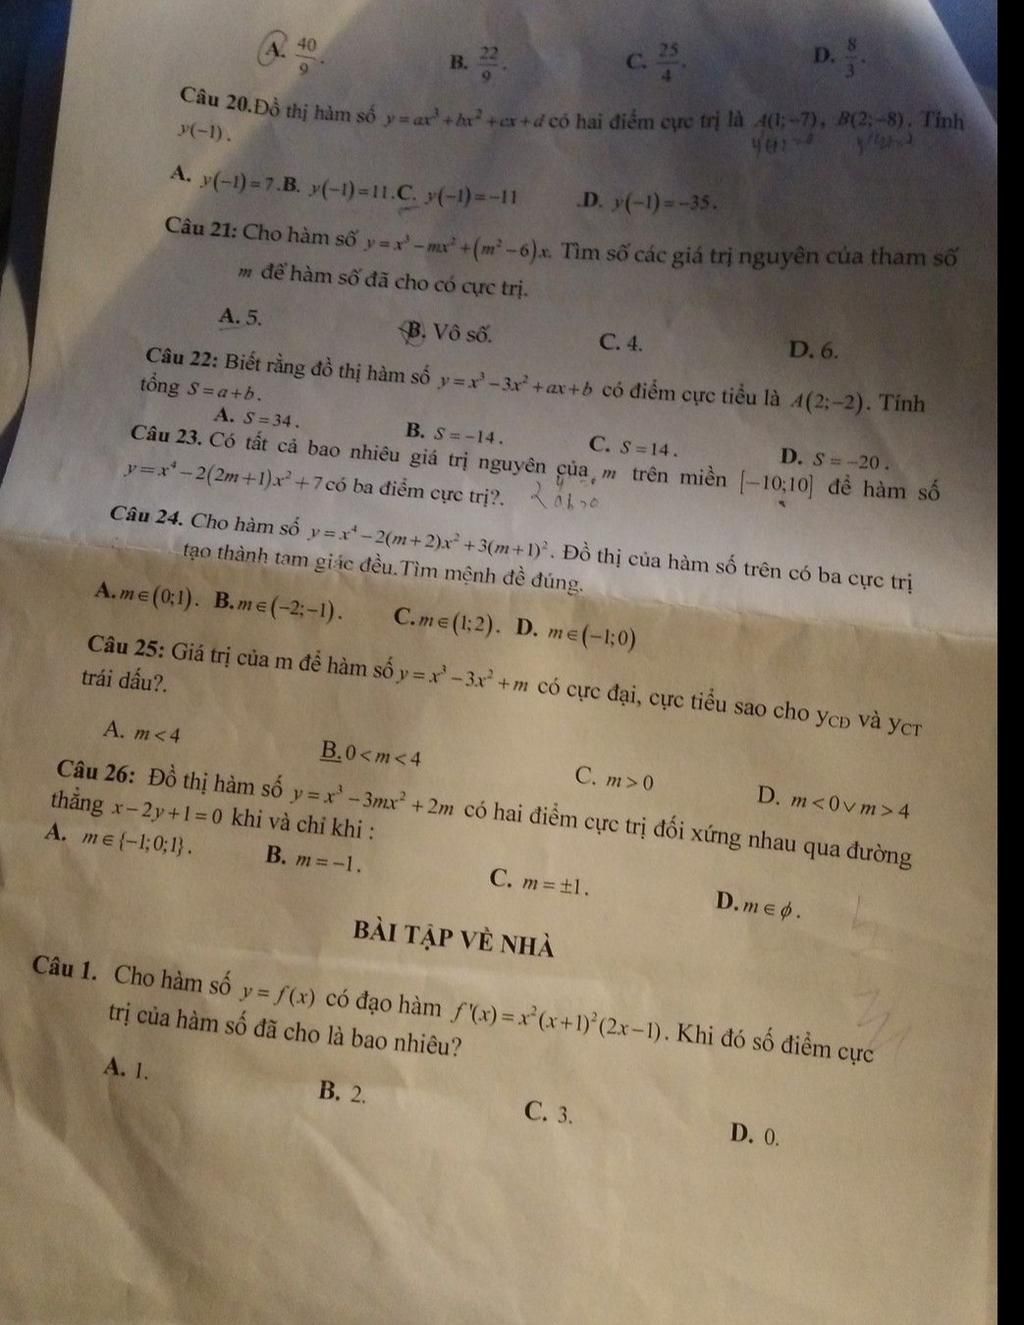 A. 40/9. B. 22/9. C. 25/4. D. 8/3.
Câu 20.Đồ thị hàm số y = ax³ + bx² + cx + d có hai điểm cực trị là A(1;−7), B(2;−8). Tính
y(−1).
A. y(−1) = 7.B. y(−1) = 11.C. y(−1) = −11 .D. y(−1) = −35.
Câu 21: Cho hàm số y = x³ − mx² + (m² − 6)x. Tìm số các giá trị nguyên của tham số
m để hàm số đã cho có cực trị.
A. 5. B. Vô số. C. 4. D. 6.
Câu 22: Biết rằng đồ thị hàm số y = x³ − 3x² + ax + b có điểm cực tiểu là A(2;−2). Tính
tổng S = a + b.
A. S = 34. B. S = −14. C. S = 14. D. S = −20.
Câu 23. Có tất cả bao nhiêu giá trị nguyên của m trên miền [−10;10] để hàm số
y = x⁴ − 2(2m + 1)x² + 7 có ba điểm cực trị?.
Câu 24. Cho hàm số y = x⁴ − 2(m + 2)x² + 3(m + 1)². Đồ thị của hàm số trên có ba cực trị
tạo thành tam giác đều.Tìm mệnh đề đúng.
A.m ∈ (0;1). B.m ∈ (−2;−1). C.m ∈ (1;2). D. m ∈ (−1;0)
Câu 25: Giá trị của m để hàm số y = x³ − 3x² + m có cực đại, cực tiểu sao cho yCD và yCT
trái dấu?.
A. m < 4 B. 0 < m < 4 C. m > 0 D. m < 0 ∨ m > 4
Câu 26: Đồ thị hàm số y = x³ − 3mx² + 2m có hai điểm cực trị đối xứng nhau qua đường
thẳng x − 2y + 1 = 0 khi và chỉ khi :
A. m ∈ {−1;0;1}. B. m = −1. C. m = ±1. D. m ∈ ϕ.
BÀI TẬP VỀ NHÀ
Câu 1. Cho hàm số y = f(x) có đạo hàm f'(x) = x²(x + 1)²(2x − 1). Khi đó số điểm cực
trị của hàm số đã cho là bao nhiêu?
A. 1. B. 2. C. 3. D. 0.